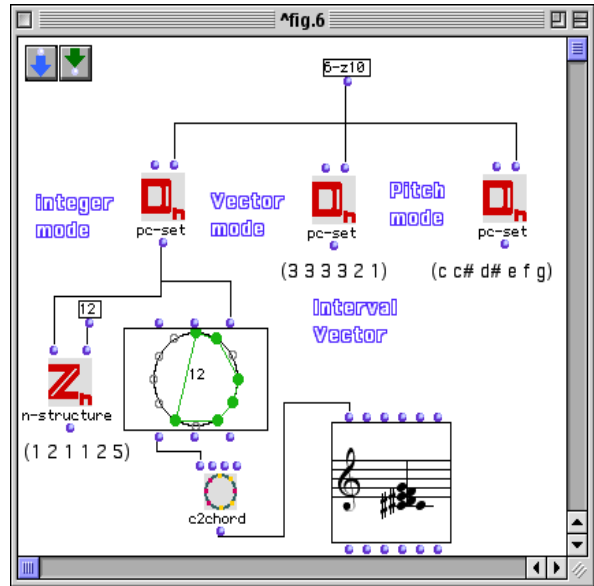 ^fig.6
6-z10
integer
mode
Vector
mode
Pitch
mode
pc-set
pc-set
pc-set
n
n
n
(3 3 3 3 2 1)
(c c# d# e f g)
Interval
Vector
12
12
Zn
n-structure
(1 2 1 1 2 5)
c2chord